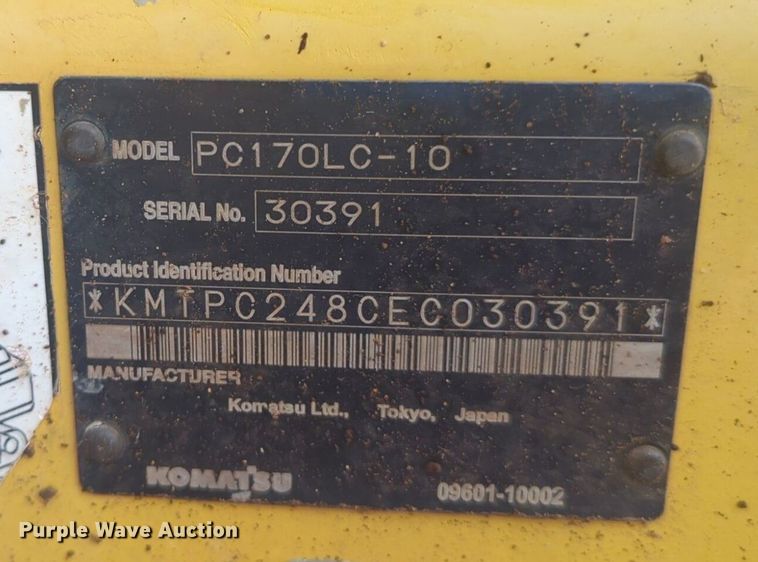 MODEL PC170LC-10
SERIAL No. 30391
Product Identification Number
*KMTPC248CEC030391*
MANUFACTURER
Komatsu Ltd., Tokyo, Japan
KOMATSU 09601-10002
Purple Wave Auction